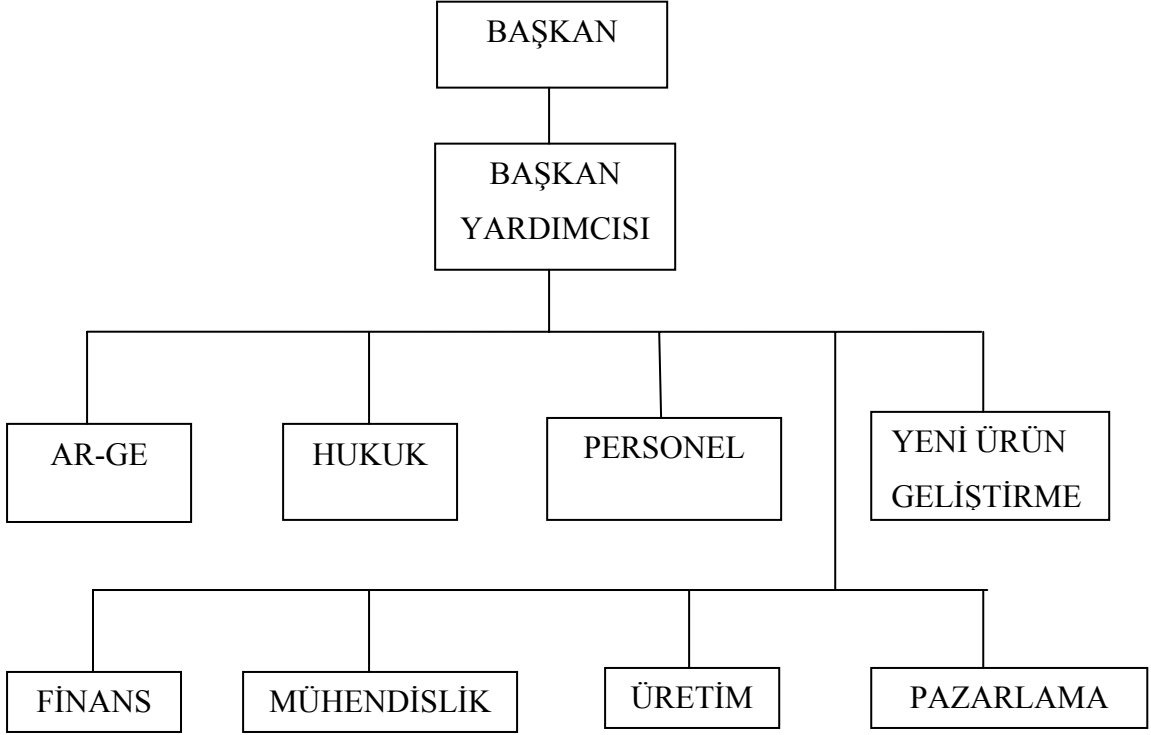 BAŞKAN
BAŞKAN
YARDIMCISI
AR-GE
HUKUK
PERSONEL
YENİ ÜRÜN
GELİŞTİRME
FİNANS
MÜHENDİSLİK
ÜRETİM
PAZARLAMA